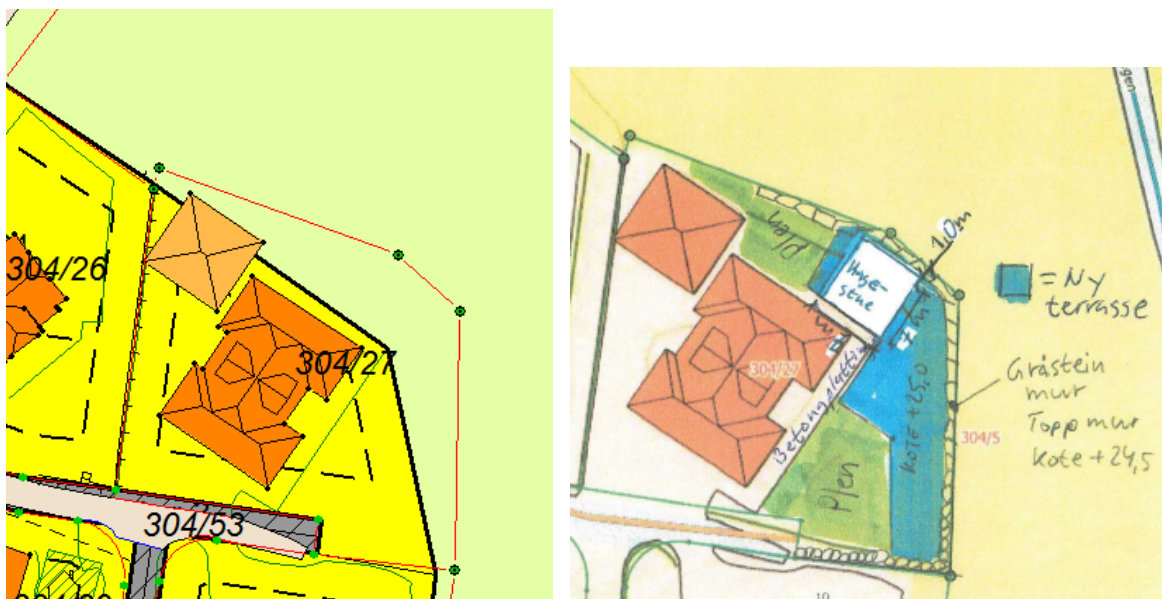 304/26
304/27
304/53
ngen
Plen
1,0m
Hage-
stue
= Ny
terrasse
304/27
Gråstein
mur
Topp mur
kote +24,5
KOTE +25,0
304/5
Plen
10